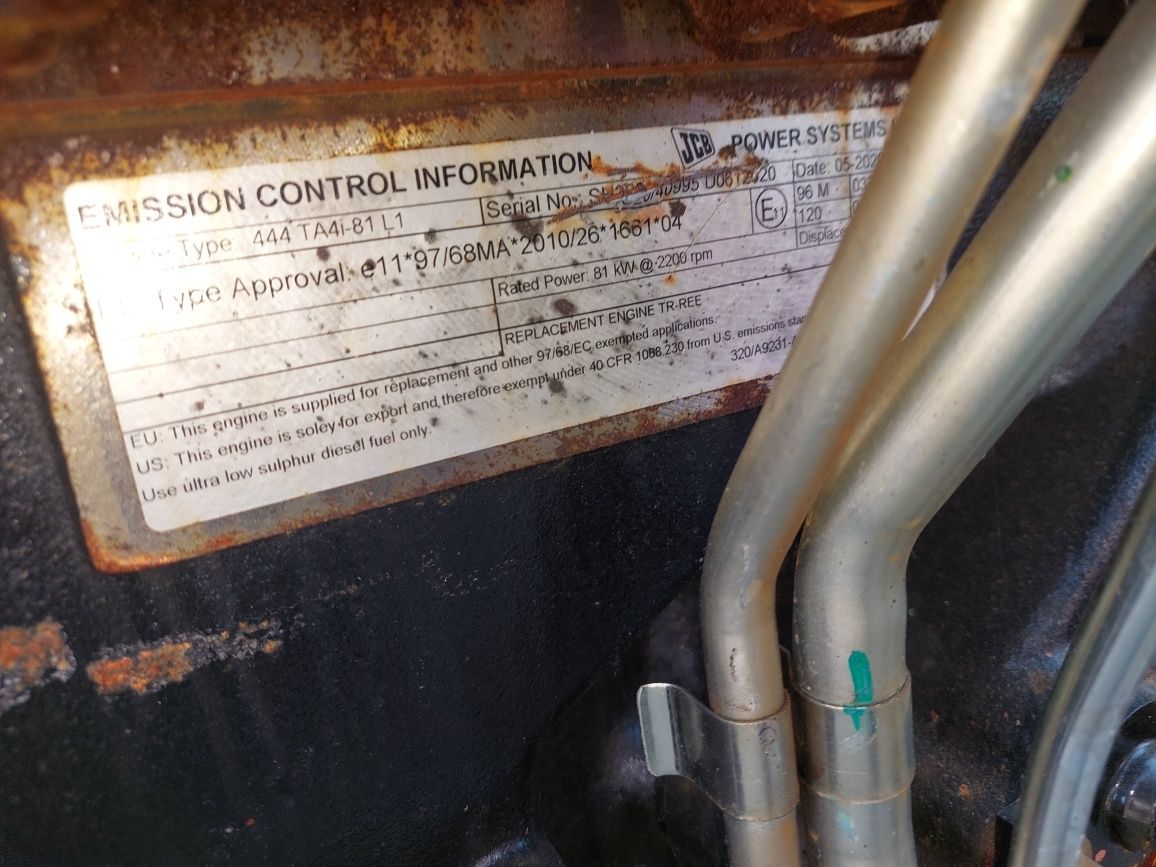 EMISSION CONTROL INFORMATION JCB POWER SYSTEMS
Type: 444 TA4i-81 L1 Serial No: U0612420 Date: 05-202
Type Approval: e11*97/68MA*2010/26*1661*04 E11 96 M 03
120
Rated Power: 81 kW @ 2200 rpm
REPLACEMENT ENGINE TR-REE
EU: This engine is supplied for replacement and other 97/68/EC exempted applications.
US: This engine is soley for export and therefore exempt under 40 CFR 1068.230 from U.S. emissions
Use ultra low sulphur diesel fuel only. 320/A9231-